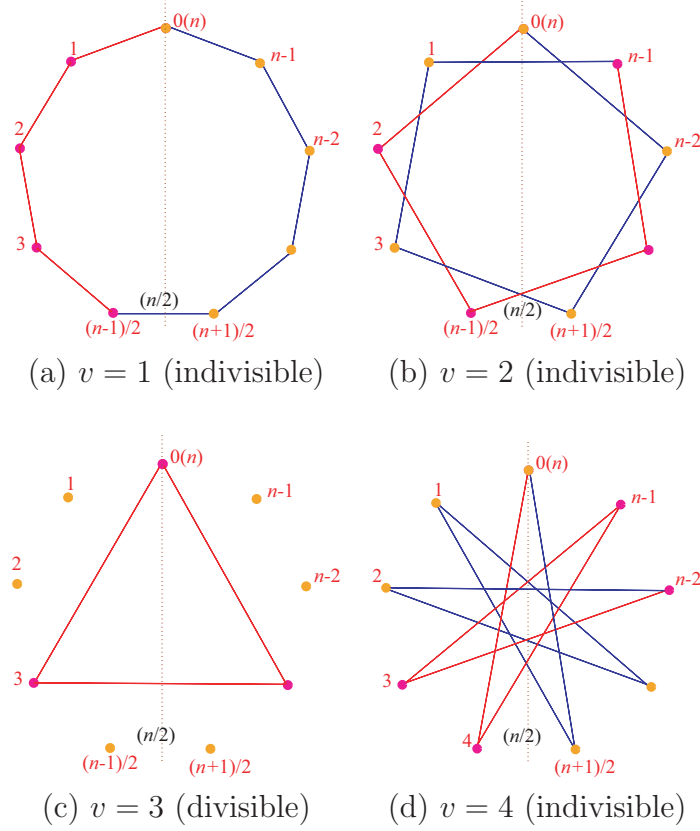 0(n)
1
n-1
2
n-2
3
(n/2)
(n-1)/2
(n+1)/2
(a) v = 1 (indivisible)
0(n)
1
n-1
2
n-2
3
(n/2)
(n-1)/2
(n+1)/2
(b) v = 2 (indivisible)
0(n)
1
n-1
2
n-2
3
(n/2)
(n-1)/2
(n+1)/2
(c) v = 3 (divisible)
0(n)
1
n-1
2
n-2
3
4
(n/2)
(n+1)/2
(d) v = 4 (indivisible)